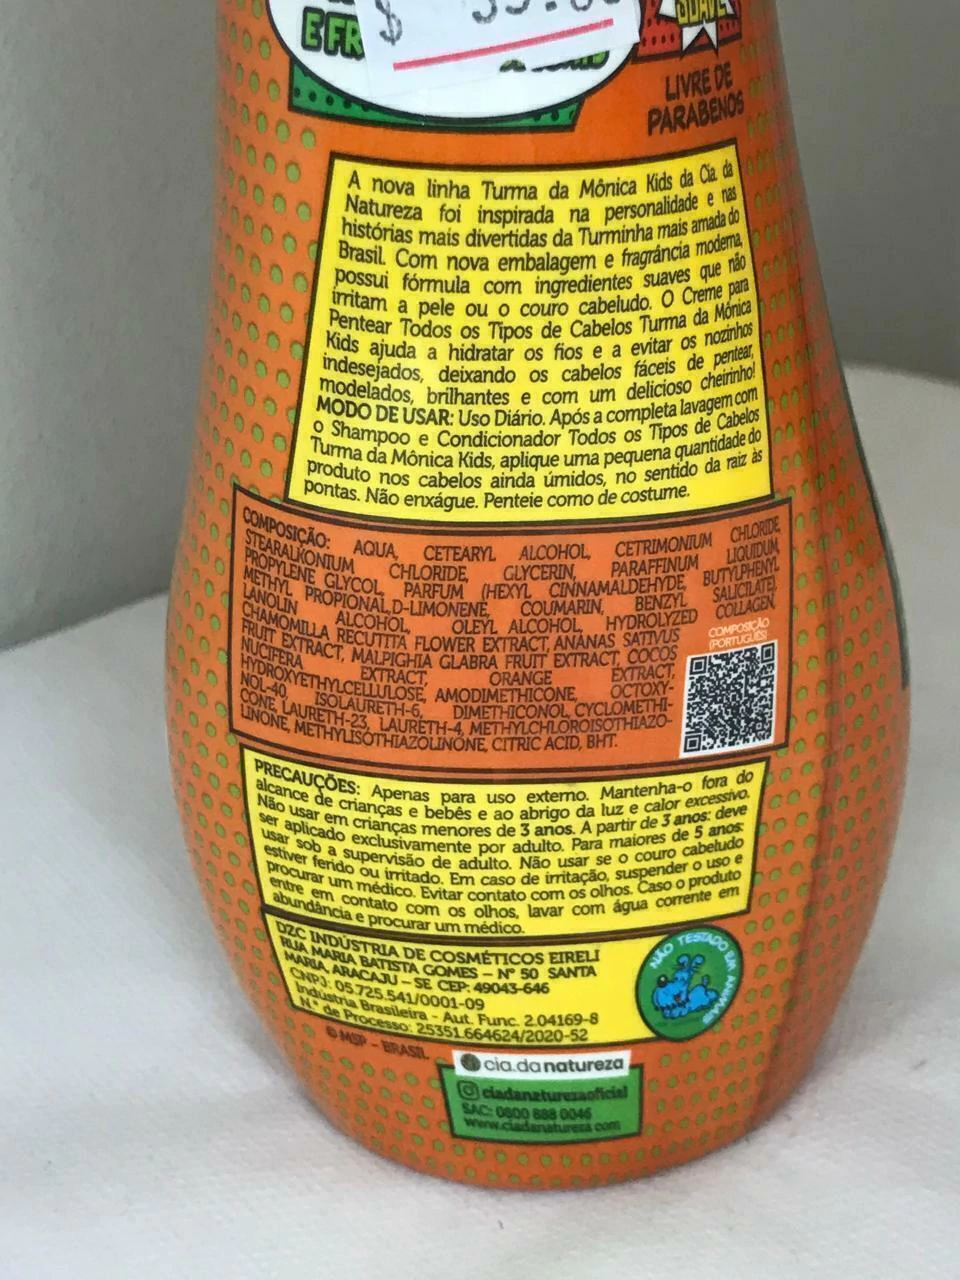 $
E FR
SUAVE
LIVRE DE
PARABENOS
A nova linha Turma da Mônica Kids da Cia. da
Natureza foi inspirada na personalidade e nas
histórias mais divertidas da Turminha mais amada do
Brasil. Com nova embalagem e fragrância moderna,
possui fórmula com ingredientes suaves que não
irritam a pele ou o couro cabeludo. O Creme para
Pentear Todos os Tipos de Cabelos Turma da Mônica
Kids ajuda a hidratar os fios e a evitar os nozinhos
indesejados, deixando os cabelos fáceis de pentear,
modelados, brilhantes e com um delicioso cheirinho!
MODO DE USAR: Uso Diário. Após a completa lavagem com
o Shampoo e Condicionador Todos os Tipos de Cabelos
Turma da Mônica Kids, aplique uma pequena quantidade do
produto nos cabelos ainda úmidos, no sentido da raiz às
pontas. Não enxágue. Penteie como de costume.
COMPOSIÇÃO: AQUA, CETEARYL ALCOHOL, CETRIMONIUM CHLORIDE,
STEARALKONIUM CHLORIDE, GLYCERIN, PARAFFINUM LIQUIDUM,
PROPYLENE GLYCOL, PARFUM (HEXYL CINNAMALDEHYDE, BUTYLPHENYL
METHYL PROPIONAL, D-LIMONENE, COUMARIN, BENZYL SALICILATE),
LANOLIN ALCOHOL, OLEYL ALCOHOL, HYDROLYZED COLLAGEN,
CHAMOMILLA RECUTITA FLOWER EXTRACT, ANANAS SATIVUS
FRUIT EXTRACT, MALPIGHIA GLABRA FRUIT EXTRACT, COCOS
NUCIFERA EXTRACT, ORANGE EXTRACT,
HYDROXYETHYLCELLULOSE, AMODIMETHICONE, OCTOXY-
NOL-40, ISOLAURETH-6, DIMETHICONOL, CYCLOMETHI-
CONE, LAURETH-23, LAURETH-4, METHYLCHLOROISOTHIAZO-
LINONE, METHYLISOTHIAZOLINONE, CITRIC ACID, BHT.
COMPOSIÇÃO
(PORTUGUÊS)
PRECAUÇÕES: Apenas para uso externo. Mantenha-o fora do
alcance de crianças e bebês e ao abrigo da luz e calor excessivo.
Não usar em crianças menores de 3 anos. A partir de 3 anos: deve
ser aplicado exclusivamente por adulto. Para maiores de 5 anos:
usar sob a supervisão de adulto. Não usar se o couro cabeludo
estiver ferido ou irritado. Em caso de irritação, suspender o uso e
procurar um médico. Evitar contato com os olhos. Caso o produto
entre em contato com os olhos, lavar com água corrente em
abundância e procurar um médico.
DZC INDÚSTRIA DE COSMÉTICOS EIRELI
RUA MARIA BATISTA GOMES – Nº 50 SANTA
MARIA, ARACAJU – SE CEP: 49043-646
CNPJ: 05.725.541/0001-09
Indústria Brasileira - Aut. Func. 2.04169-8
N.º de Processo: 25351.664624/2020-52
NÃO TESTADO EM ANIMAIS
© MSP - BRASIL
cia.da natureza
ciadanaturezaoficial
SAC: 0800 888 0046
www.ciadanatureza.com